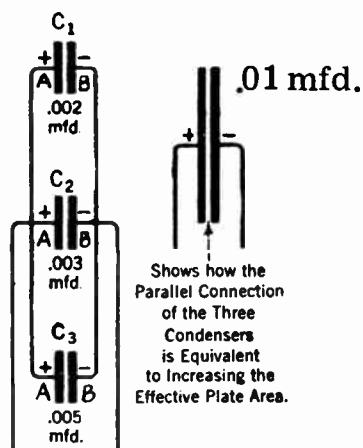 C1
+ −
A B
.002
mfd.
C2
+ −
A B
.003
mfd.
C3
+ −
A B
.005
mfd.
.01 mfd.
+ −
Shows how the
Parallel Connection
of the Three
Condensers
is Equivalent
to Increasing the
Effective Plate Area.